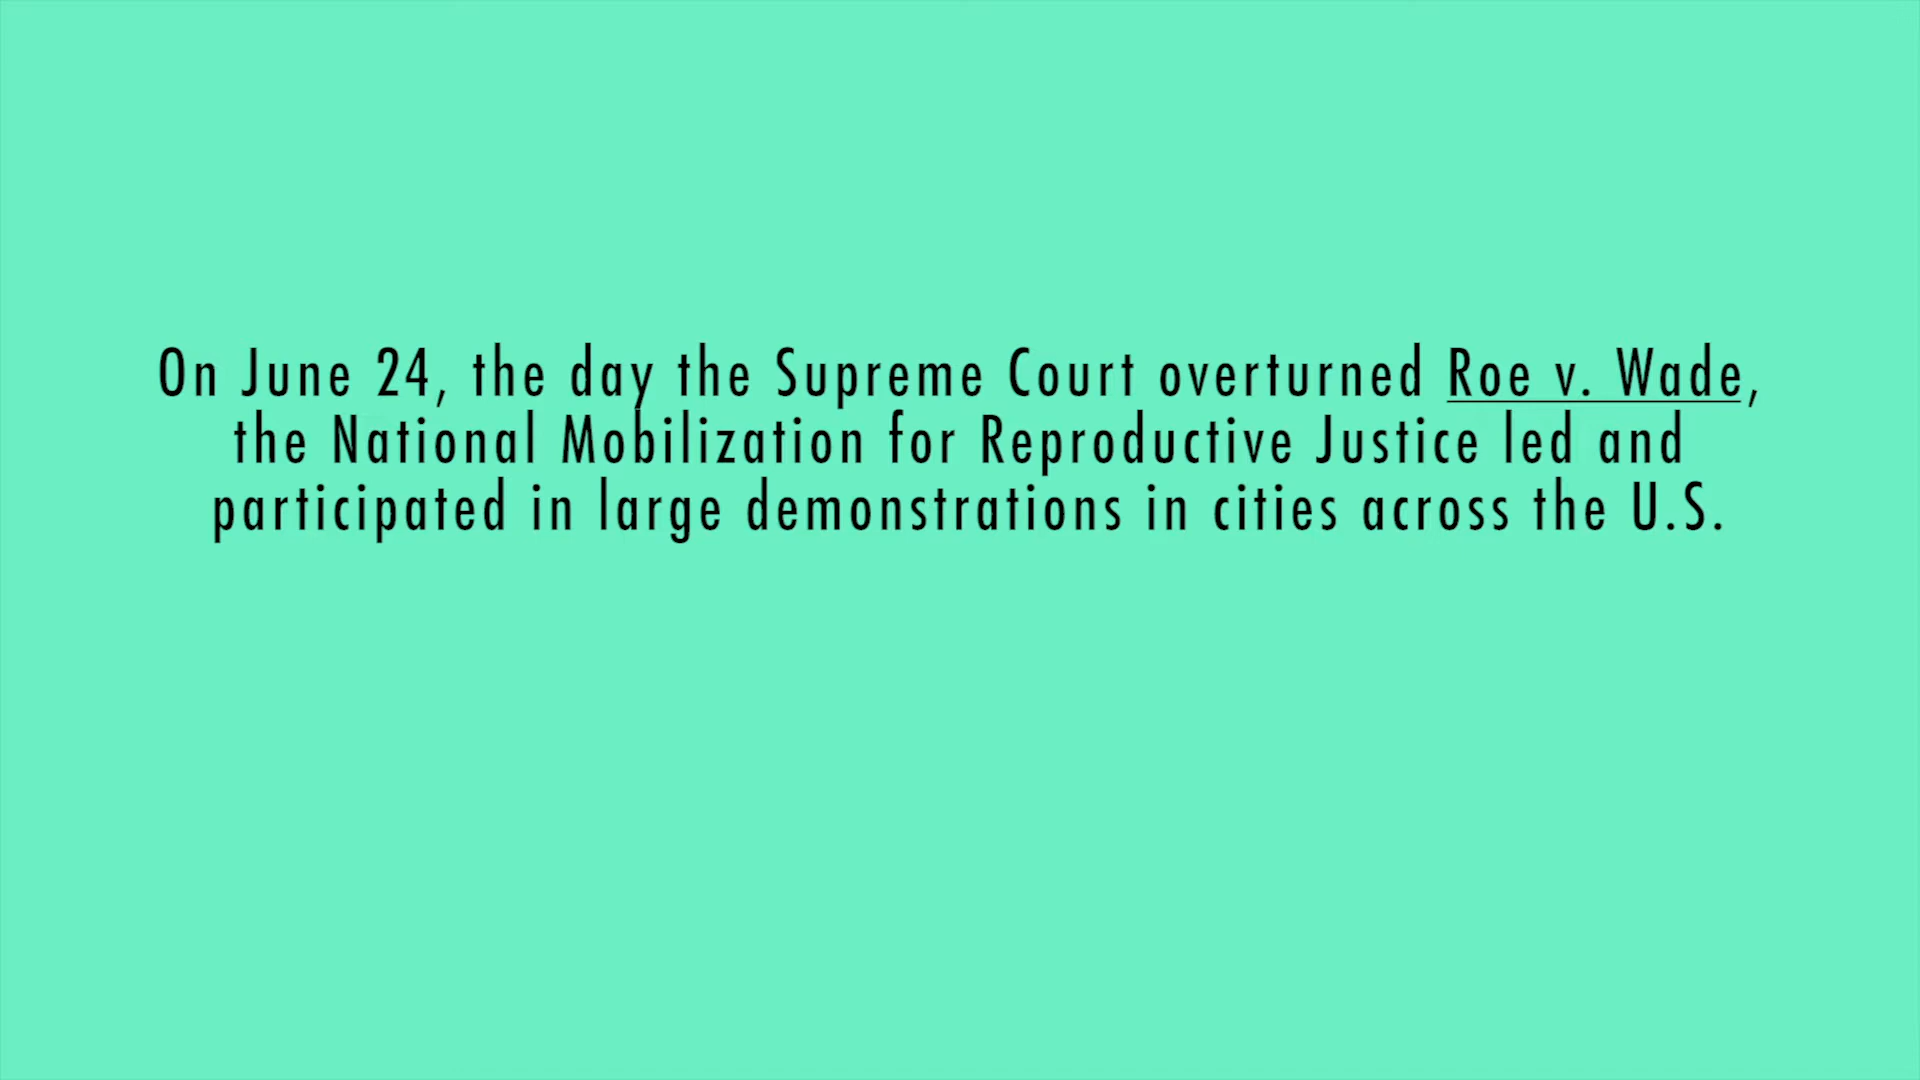 On June 24, the day the Supreme Court overturned Roe v. Wade,
the National Mobilization for Reproductive Justice led and
participated in large demonstrations in cities across the U.S.